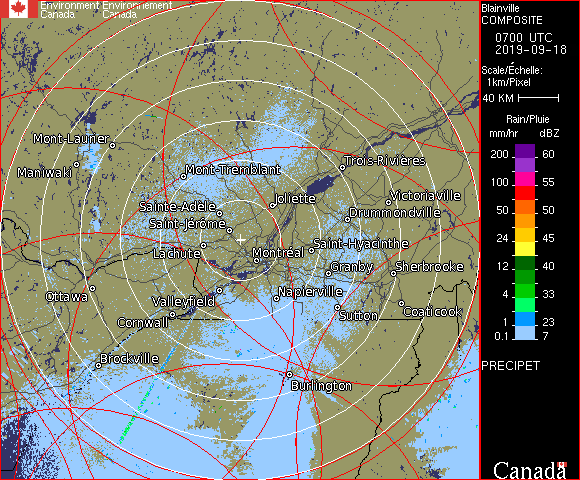 Environment Environnement
Canada Canada
Blainville
COMPOSITE
0700 UTC
2019-09-18
Scale/Échelle:
1km/Pixel
40 KM
Rain/Pluie
mm/hr dBZ
200 60
100 55
50 50
24 45
12 40
4 33
1 23
0.1 7
PRECIPET
Mont-Laurier
Maniwaki
Mont-Tremblant
Trois-Rivières
Sainte-Adèle
Joliette
Victoriaville
Saint-Jérôme
Drummondville
Lachute
Montréal
Saint-Hyacinthe
Granby
Sherbrooke
Ottawa
Valleyfield
Napierville
Cornwall
Sutton
Coaticook
Brockville
Burlington
Canada